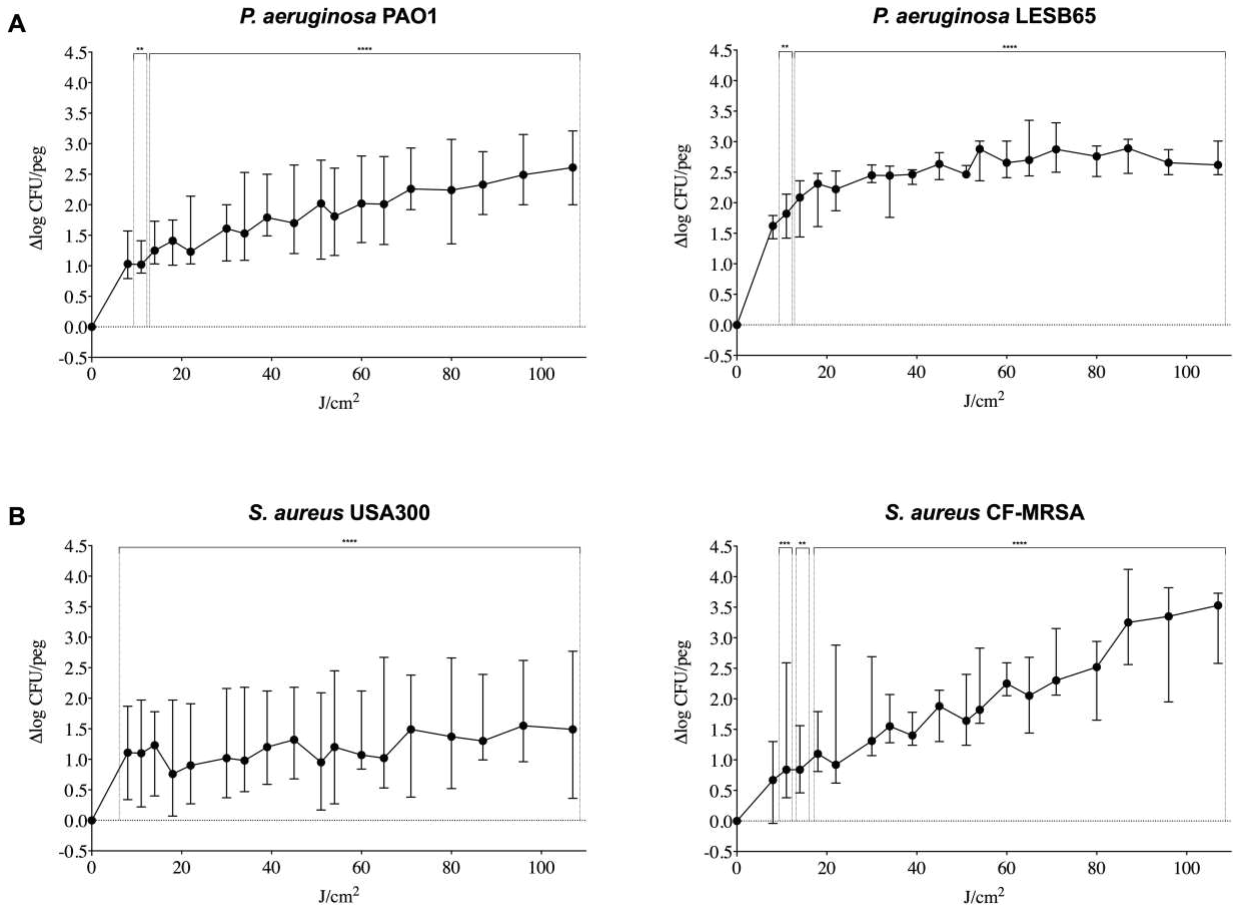 A
P. aeruginosa PAO1
** ****
4.5
4.0
3.5
3.0
2.5
2.0
1.5
1.0
0.5
0.0
-0.5
ΔlogCFU/peg
0 20 40 60 80 100
J/cm²
P. aeruginosa LESB65
** ****
4.5
4.0
3.5
3.0
2.5
2.0
1.5
1.0
0.5
0.0
-0.5
Δlog CFU/peg
0 20 40 60 80 100
J/cm²
B
S. aureus USA300
****
4.5
4.0
3.5
3.0
2.5
2.0
1.5
1.0
0.5
0.0
-0.5
Δlog CFU/peg
0 20 40 60 80 100
J/cm²
S. aureus CF-MRSA
*** ** ****
4.5
4.0
3.5
3.0
2.5
2.0
1.5
1.0
0.5
0.0
-0.5
Δlog CFU/peg
0 20 40 60 80 100
J/cm²